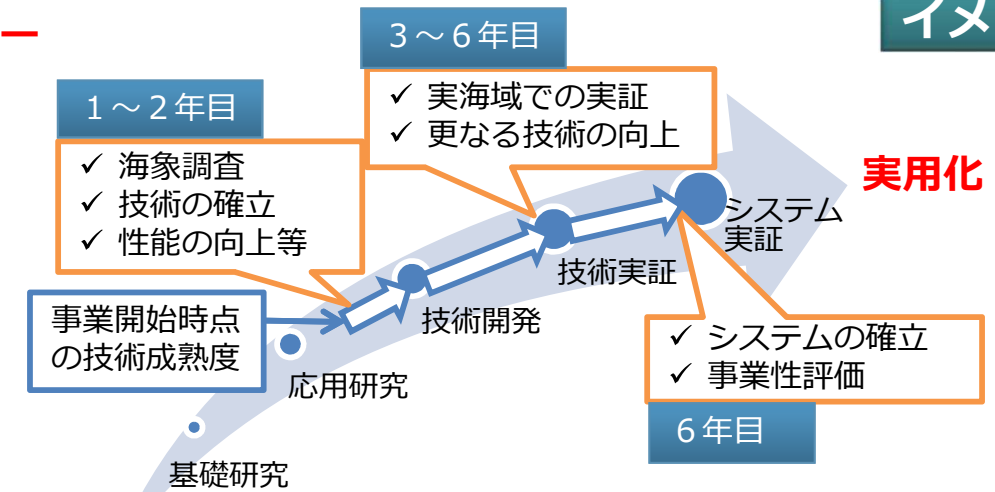 イメ
3～6年目
✓ 実海域での実証
✓ 更なる技術の向上
1～2年目
✓ 海象調査
✓ 技術の確立
✓ 性能の向上等
実用化
システム
実証
技術実証
技術開発
事業開始時点
の技術成熟度
応用研究
基礎研究
✓ システムの確立
✓ 事業性評価
6年目